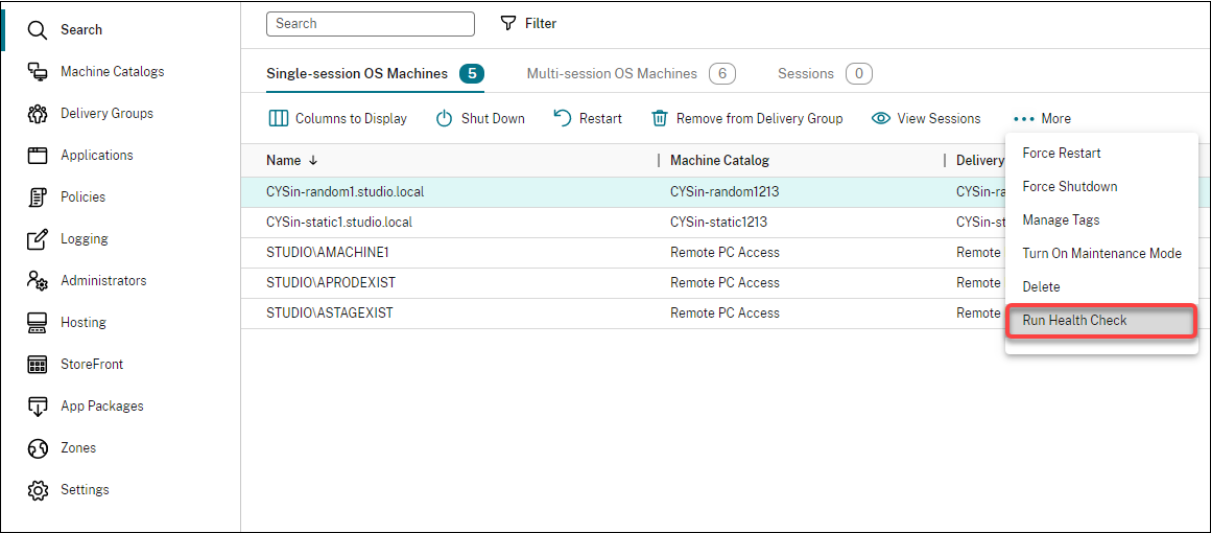 Search
Machine Catalogs
Delivery Groups
Applications
Policies
Logging
Administrators
Hosting
StoreFront
App Packages
Zones
Settings
Search Filter
Single-session OS Machines 5 Multi-session OS Machines 6 Sessions 0
Columns to Display Shut Down Restart Remove from Delivery Group View Sessions ••• More
Name ↓ | Machine Catalog | Delivery
CYSin-random1.studio.local CYSin-random1213 CYSin-ra
CYSin-static1.studio.local CYSin-static1213 CYSin-st
STUDIO\AMACHINE1 Remote PC Access Remote
STUDIO\APRODEXIST Remote PC Access Remote
STUDIO\ASTAGEXIST Remote PC Access Remote
Force Restart
Force Shutdown
Manage Tags
Turn On Maintenance Mode
Delete
Run Health Check